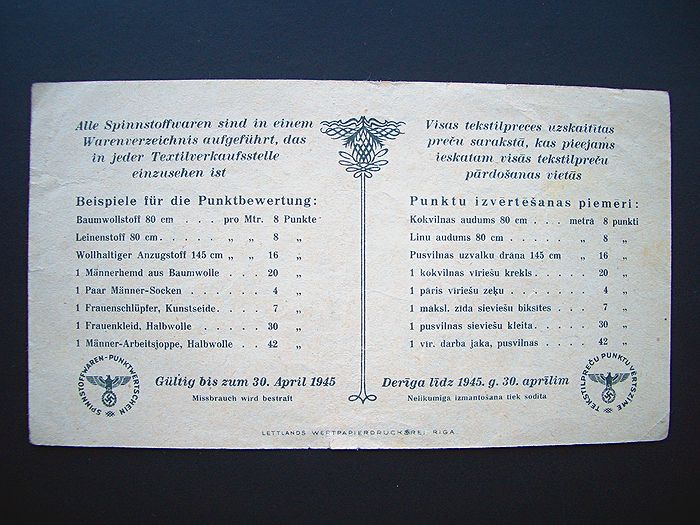 Alle Spinnstoffwaren sind in einem
Warenverzeichnis aufgeführt, das
in jeder Textilverkaufsstelle
einzusehen ist
Beispiele für die Punktbewertung:
Baumwollstoff 80 cm . . . . pro Mtr. 8 Punkte
Leinenstoff 80 cm . . . . . „ „ 8 „
Wollhaltiger Anzugstoff 145 cm „ „ 16 „
1 Männerhemd aus Baumwolle . . . . 20 „
1 Paar Männer-Socken . . . . . . 4 „
1 Frauenschlüpfer, Kunstseide . . . . 7 „
1 Frauenkleid, Halbwolle . . . . . 30 „
1 Männer-Arbeitsjoppe, Halbwolle . . . 42 „
SPINNSTOFFWAREN-PUNKTWERTSCHEIN
Gültig bis zum 30. April 1945
Missbrauch wird bestraft
Visas tekstilpreces uzskaitītas
preču sarakstā, kas pieejams
ieskatam visās tekstilpreču
pārdošanas vietās
Punktu izvērtēšanas piemeri:
Kokvilnas audums 80 cm . . . . metrā 8 punkti
Linu audums 80 cm . . . . . „ 8 „
Pusvilnas uzvalku drāna 145 cm „ 16 „
1 kokvilnas vīriešu krekls . . . . . 20 „
1 pāris vīriešu zeķu . . . . . . 4 „
1 māksl. zīda sieviešu biksītes . . . 7 „
1 pusvilnas sieviešu kleita . . . . . 30 „
1 vīr. darba jaka, pusvilnas . . . . 42 „
Derīga līdz 1945. g. 30. aprīlim
Nelikumīga izmantošana tiek sodīta
TEKSTILPREČU PUNKTU VĒRTSZĪME
LETTLANDS WERTPAPIERDRUCKEREI RIGA